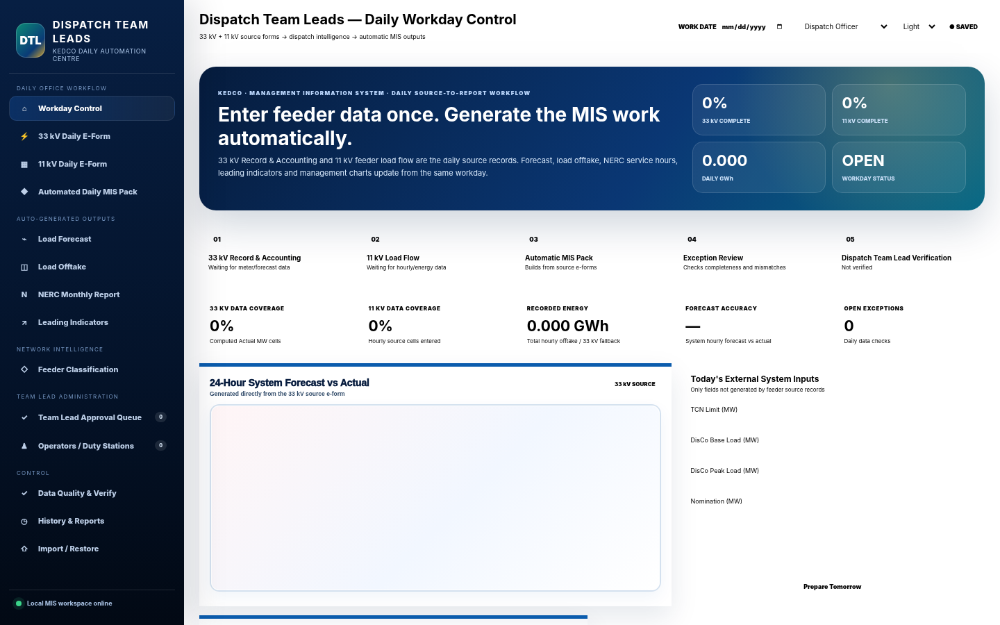 DTL
DISPATCH TEAM
LEADS
KEDCO DAILY AUTOMATION
CENTRE
DAILY OFFICE WORKFLOW
Workday Control
33 kV Daily E-Form
11 kV Daily E-Form
Automated Daily MIS Pack
AUTO-GENERATED OUTPUTS
Load Forecast
Load Offtake
N NERC Monthly Report
Leading Indicators
NETWORK INTELLIGENCE
Feeder Classification
TEAM LEAD ADMINISTRATION
Team Lead Approval Queue 0
Operators / Duty Stations 0
CONTROL
Data Quality & Verify
History & Reports
Import / Restore
Local MIS workspace online
Dispatch Team Leads — Daily Workday Control
33 kV + 11 kV source forms → dispatch intelligence → automatic MIS outputs
WORK DATE mm/dd/yyyy Dispatch Officer Light ● SAVED
KEDCO · MANAGEMENT INFORMATION SYSTEM · DAILY SOURCE-TO-REPORT WORKFLOW
Enter feeder data once. Generate the MIS work
automatically.
33 kV Record & Accounting and 11 kV feeder load flow are the daily source records. Forecast, load offtake, NERC service hours,
leading indicators and management charts update from the same workday.
0%
33 kV COMPLETE
0%
11 kV COMPLETE
0.000
DAILY GWh
OPEN
WORKDAY STATUS
01
33 kV Record & Accounting
Waiting for meter/forecast data
02
11 kV Load Flow
Waiting for hourly/energy data
03
Automatic MIS Pack
Builds from source e-forms
04
Exception Review
Checks completeness and mismatches
05
Dispatch Team Lead Verification
Not verified
33 KV DATA COVERAGE
0%
Computed Actual MW cells
11 KV DATA COVERAGE
0%
Hourly source cells entered
RECORDED ENERGY
0.000 GWh
Total hourly offtake / 33 kV fallback
FORECAST ACCURACY
—
System hourly forecast vs actual
OPEN EXCEPTIONS
0
Daily data checks
24-Hour System Forecast vs Actual
Generated directly from the 33 kV source e-form
33 kV SOURCE
Today's External System Inputs
Only fields not generated by feeder source records
TCN Limit (MW)
DisCo Base Load (MW)
DisCo Peak Load (MW)
Nomination (MW)
Prepare Tomorrow